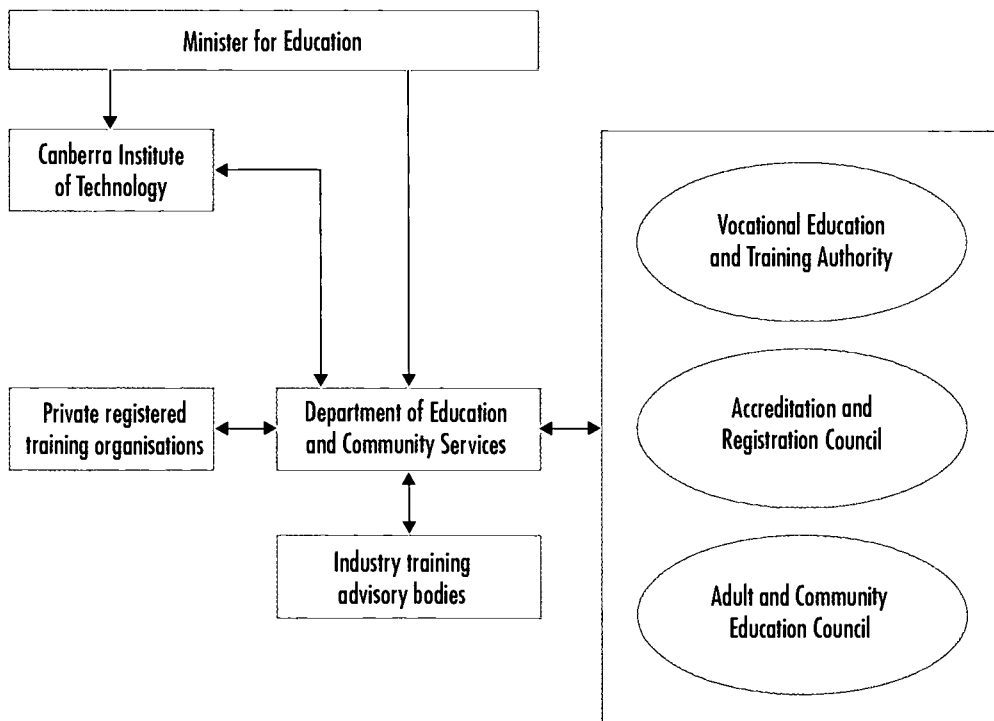 Minister for Education
Canberra Institute
of Technology
Vocational Education
and Training Authority
Private registered
training organisations
Department of Education
and Community Services
Accreditation and
Registration Council
Industry training
advisory bodies
Adult and Community
Education Council